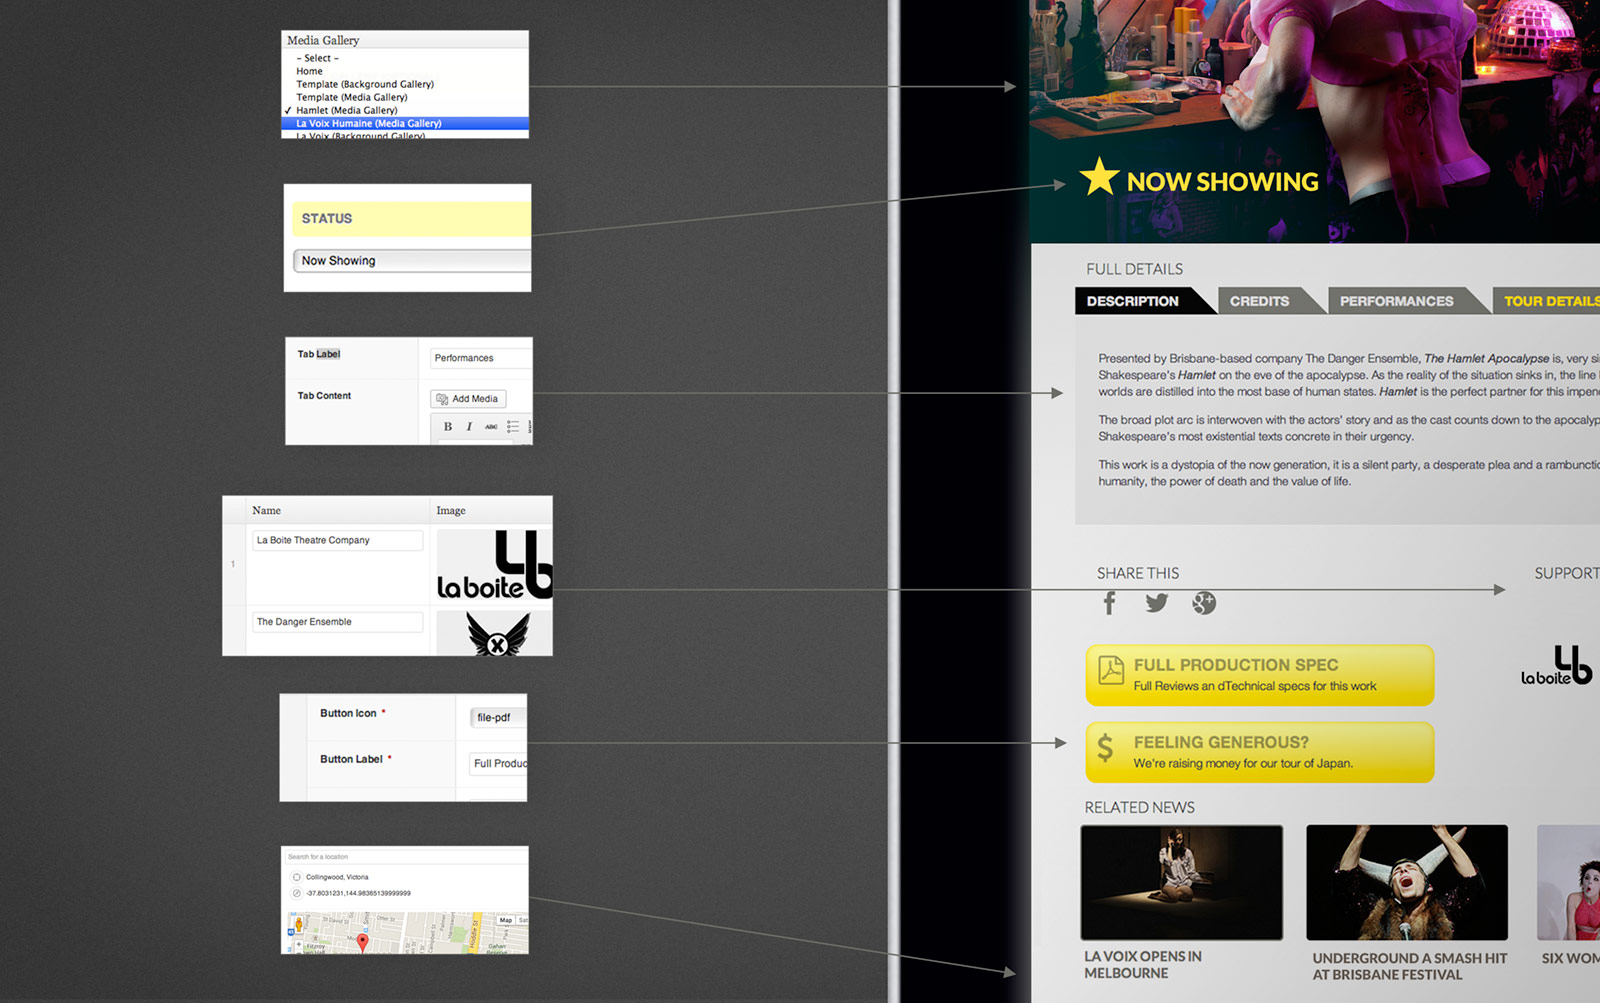 Media Gallery
- Select -
Home
Template (Background Gallery)
Template (Media Gallery)
✓ Hamlet (Media Gallery)
La Voix Humaine (Media Gallery)
La Voix (Background Gallery)
STATUS
Now Showing
Tab Label
Performances
Tab Content
Add Media
B I ABC
Name Image
1
La Boite Theatre Company
la boite
The Danger Ensemble
X
Button Icon *
file-pdf
Button Label *
Full Produc
Search for a location
Collingwood, Victoria
-37.8031231,144.98365139999999
Map Sat
Hoddle St
Fitzroy
NOW SHOWING
FULL DETAILS
DESCRIPTION CREDITS PERFORMANCES TOUR DETAILS
Presented by Brisbane-based company The Danger Ensemble, The Hamlet Apocalypse is, very si
Shakespeare's Hamlet on the eve of the apocalypse. As the reality of the situation sinks in, the line
worlds are distilled into the most base of human states. Hamlet is the perfect partner for this impen
The broad plot arc is interwoven with the actors' story and as the cast counts down to the apocalyp
Shakespeare's most existential texts concrete in their urgency.
This work is a dystopia of the now generation, it is a silent party, a desperate plea and a rambuncti
humanity, the power of death and the value of life.
SHARE THIS
SUPPORT
la boite
FULL PRODUCTION SPEC
Full Reviews an dTechnical specs for this work
$ FEELING GENEROUS?
We're raising money for our tour of Japan.
RELATED NEWS
LA VOIX OPENS IN
MELBOURNE
UNDERGROUND A SMASH HIT
AT BRISBANE FESTIVAL
SIX WOM